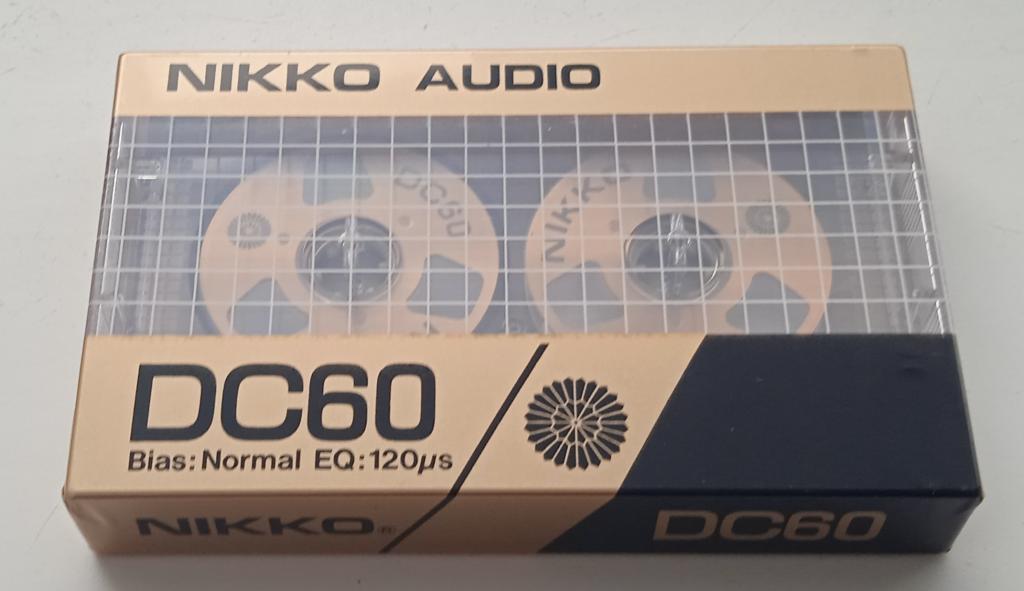 NIKKO AUDIO
DC60
NIKKO
DC60
Bias: Normal EQ:120µs
NIKKO®
DC60